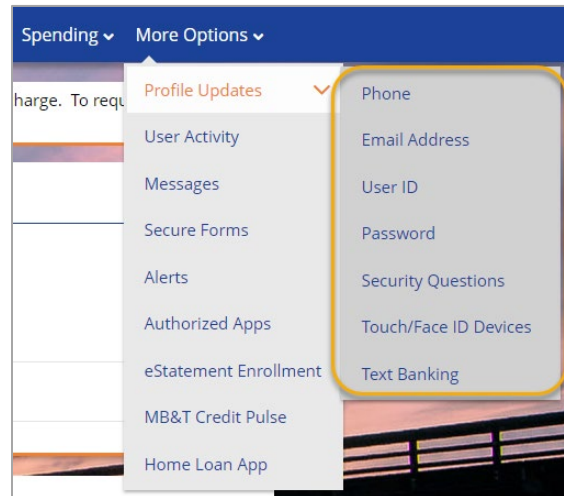 Spending More Options
harge. To requ
Profile Updates
User Activity
Messages
Secure Forms
Alerts
Authorized Apps
eStatement Enrollment
MB&T Credit Pulse
Home Loan App
Phone
Email Address
User ID
Password
Security Questions
Touch/Face ID Devices
Text Banking